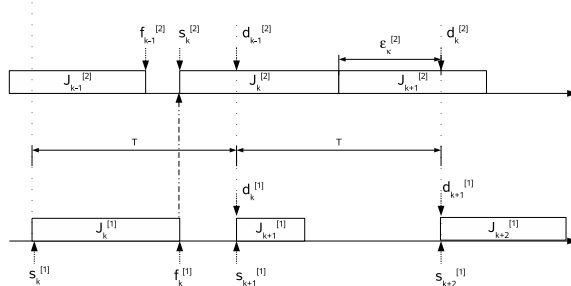 f_{k-1}^{[2]} s_k^{[2]} d_{k-1}^{[2]} d_k^{[2]}
ε_κ^{[2]}
J_{k-1}^{[2]} J_k^{[2]} J_{k+1}^{[2]}
T T
d_k^{[1]} d_{k+1}^{[1]}
J_k^{[1]} J_{k+1}^{[1]} J_{k+2}^{[1]}
s_k^{[1]} f_k^{[1]} s_{k+1}^{[1]} s_{k+2}^{[1]}